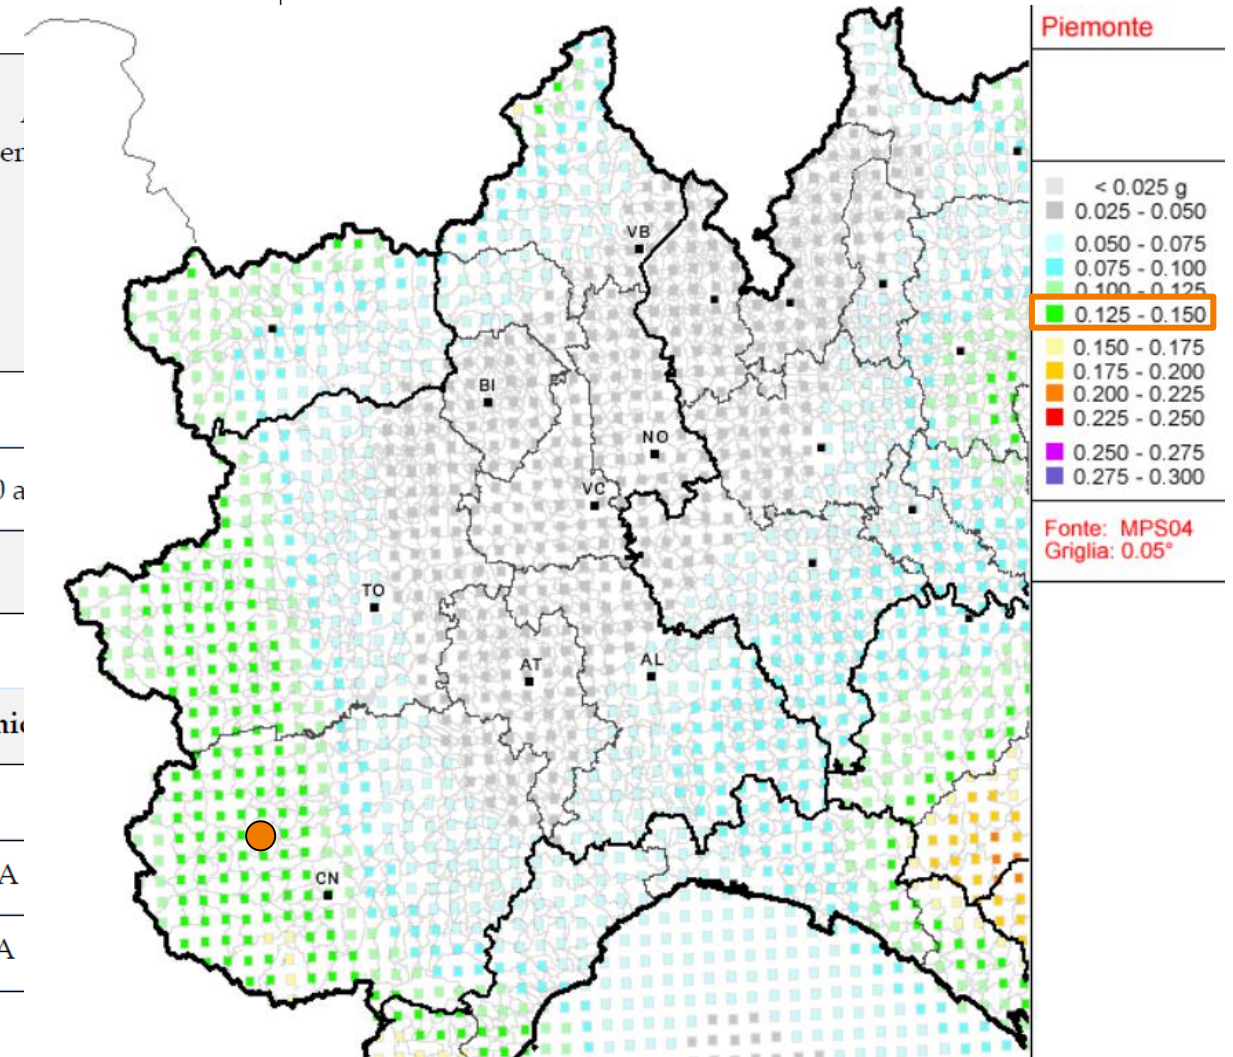 Piemonte
< 0.025 g
0.025 - 0.050
0.050 - 0.075
0.075 - 0.100
0.100 - 0.125
0.125 - 0.150
0.150 - 0.175
0.175 - 0.200
0.200 - 0.225
0.225 - 0.250
0.250 - 0.275
0.275 - 0.300
Fonte: MPS04
Griglia: 0.05°
VB
BI
NO
VC
TO
AT
AL
CN
A
A